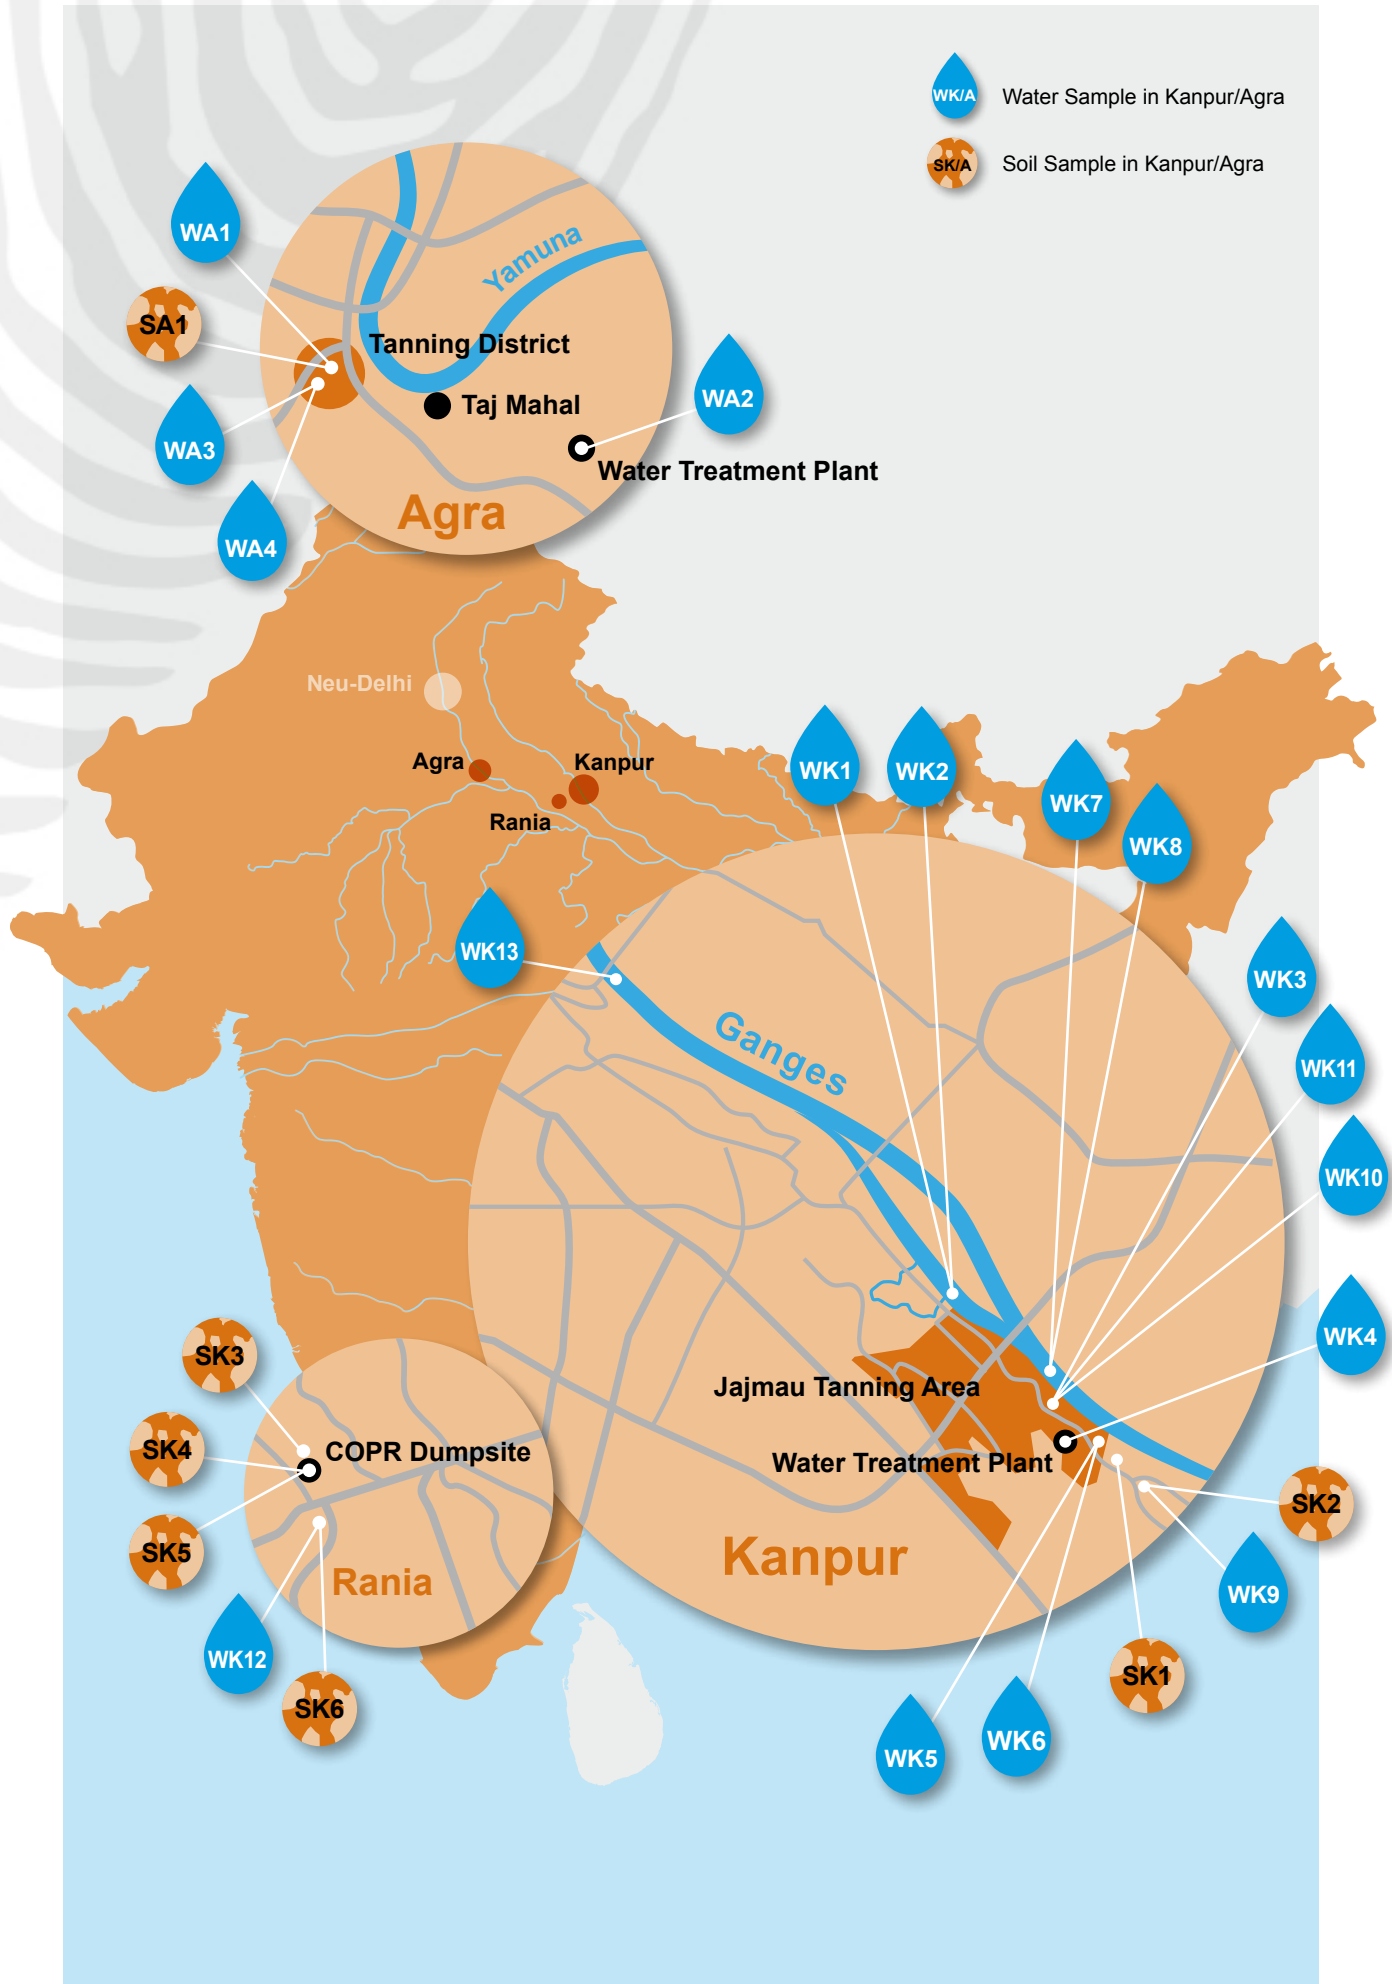 WK/A
Water Sample in Kanpur/Agra
SK/A
Soil Sample in Kanpur/Agra
WA1
Yamuna
SA1
Tanning District
WA2
Taj Mahal
WA3
Water Treatment Plant
Agra
WA4
Neu-Delhi
Agra
Kanpur
Rania
WK1
WK2
WK7
WK8
WK13
WK3
Ganges
WK11
WK10
WK4
SK3
Jajmau Tanning Area
SK4
COPR Dumpsite
Water Treatment Plant
SK2
SK5
Kanpur
Rania
WK9
WK12
SK1
SK6
WK6
WK5